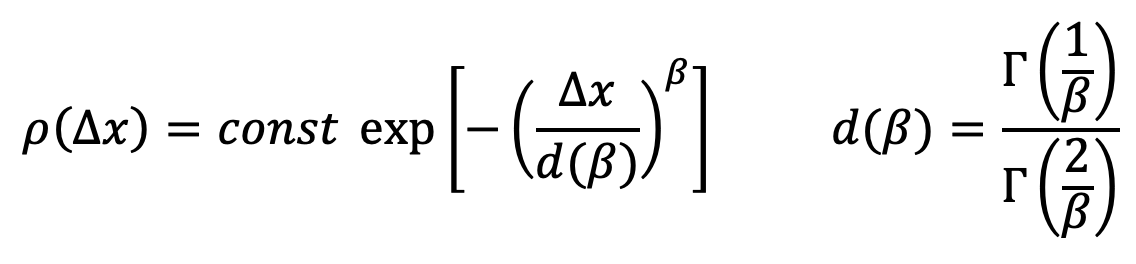 ρ(Δx) = const exp[−(Δx/d(β))^β]    d(β) = Γ(1/β)/Γ(2/β)